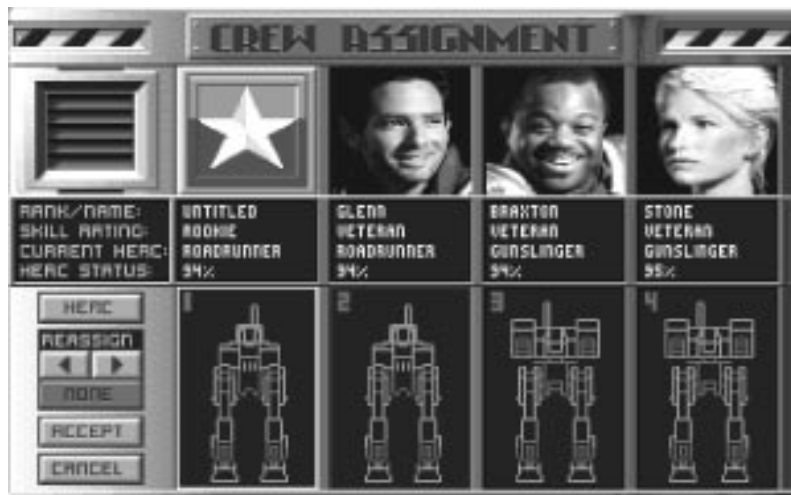 CREW ASSIGNMENT
RANK/NAME: UNTITLED GLENN BRAXTON STONE
SKILL RATING: ROOKIE VETERAN VETERAN VETERAN
CURRENT HERC: ROADRUNNER ROADRUNNER GUNSLINGER GUNSLINGER
HERC STATUS: 94% 94% 94% 95%
HERC 1 2 3 4
REASSIGN
NONE
ACCEPT
CANCEL